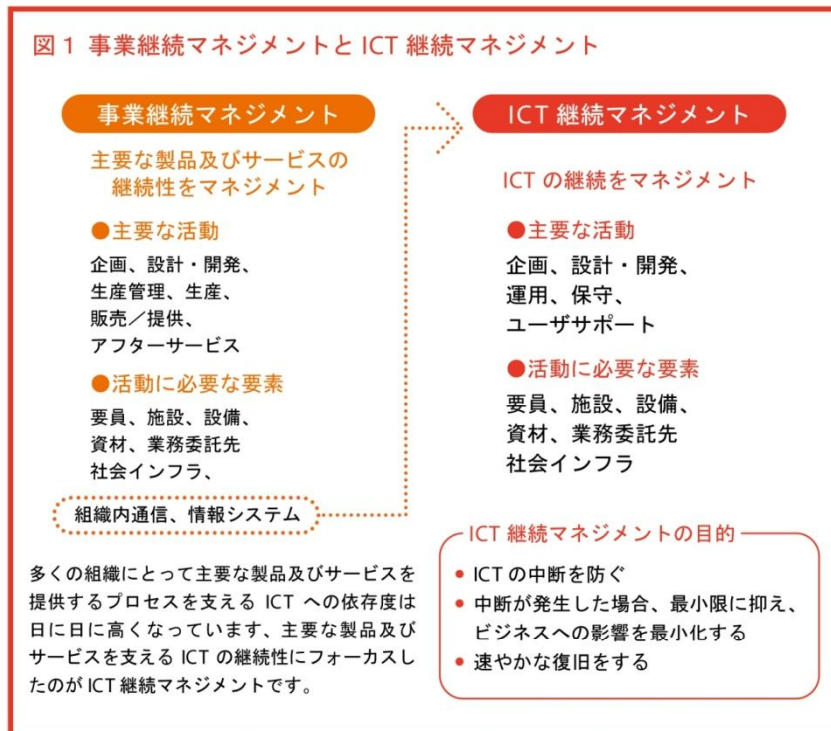 図 1 事業継続マネジメントと ICT 継続マネジメント
事業継続マネジメント
主要な製品及びサービスの
継続性をマネジメント
●主要な活動
企画、設計・開発、
生産管理、生産、
販売／提供、
アフターサービス
●活動に必要な要素
要員、施設、設備、
資材、業務委託先
社会インフラ、
組織内通信、情報システム
多くの組織にとって主要な製品及びサービスを
提供するプロセスを支える ICT への依存度は
日に日に高くなっています、主要な製品及び
サービスを支える ICT の継続性にフォーカスし
たのが ICT 継続マネジメントです。
ICT 継続マネジメント
ICT の継続をマネジメント
●主要な活動
企画、設計・開発、
運用、保守、
ユーザサポート
●活動に必要な要素
要員、施設、設備、
資材、業務委託先
社会インフラ
ICT 継続マネジメントの目的
• ICT の中断を防ぐ
• 中断が発生した場合、最小限に抑え、
ビジネスへの影響を最小化する
• 速やかな復旧をする